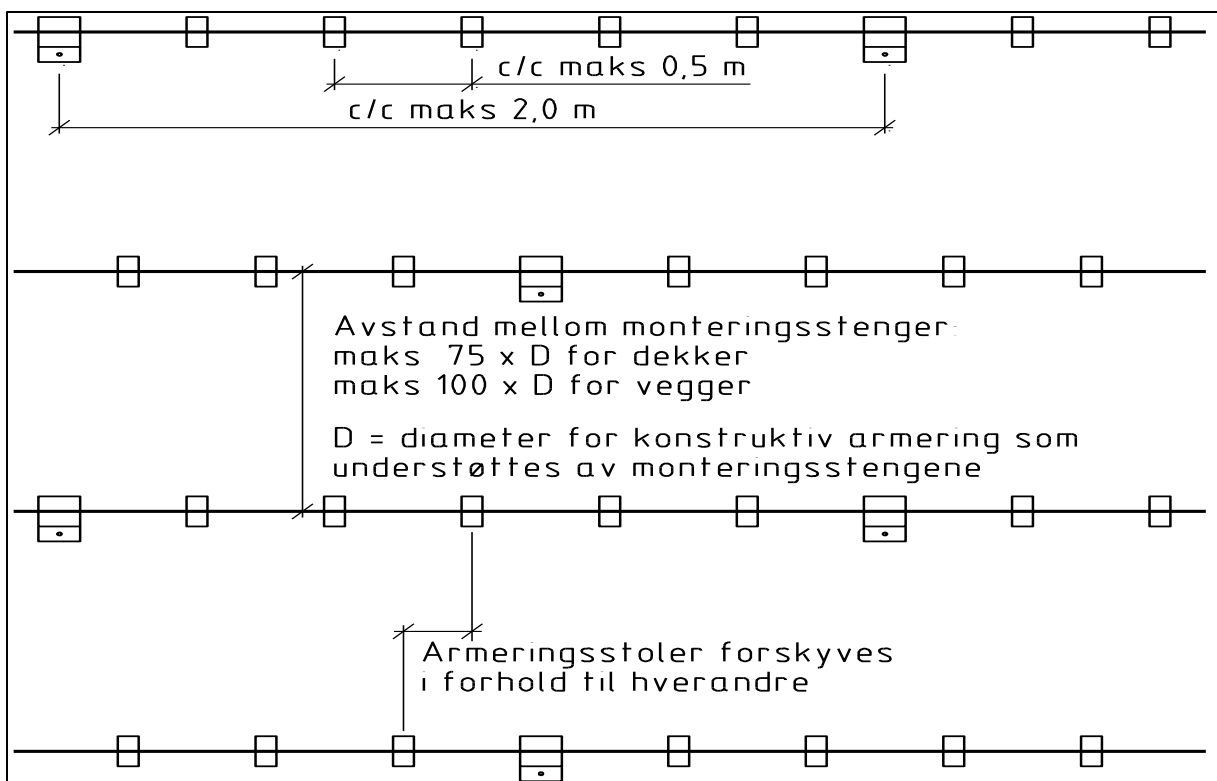 c/c maks 0,5 m
c/c maks 2,0 m
Avstand mellom monteringsstenger:
maks 75 x D for dekker
maks 100 x D for vegger
D = diameter for konstruktiv armering som
understøttes av monteringsstengene
Armeringsstoler forskyves
i forhold til hverandre